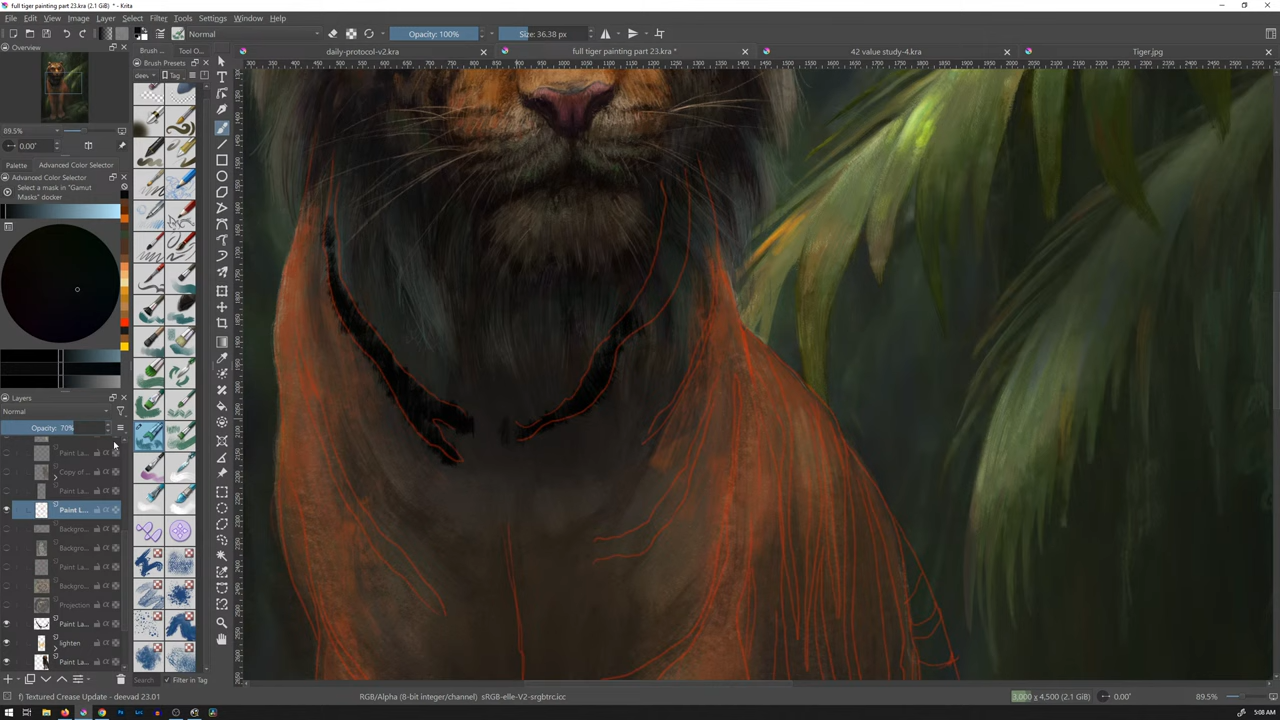 full tiger painting part 23.kra (2.1 GiB) * - Krita
File Edit View Image Layer Select Filter Tools Settings Window Help
Normal
Opacity: 100%
Size: 36.38 px
Overview
Brush ...
Tool O...
daily-protocol-v2.kra
full tiger painting part 23.kra *
42 value study-4.kra
Tiger.jpg
Brush Presets
deev
Tag
89.5%
0.00°
Palette
Advanced Color Selector
Advanced Color Selector
Select a mask in "Gamut
Masks" docker
Layers
Normal
Opacity: 70%
Paint La...
Copy of ...
Paint La...
Paint L...
Backgro...
Backgro...
Paint La...
Backgro...
Projection
Paint La...
lighten
Paint La...
Search
Filter in Tag
f) Textured Crease Update - deevad 23.01
RGB/Alpha (8-bit integer/channel) sRGB-elle-V2-srgbtrc.icc
3,000 x 4,500 (2.1 GiB)
0.00°
89.5%
5:08 AM